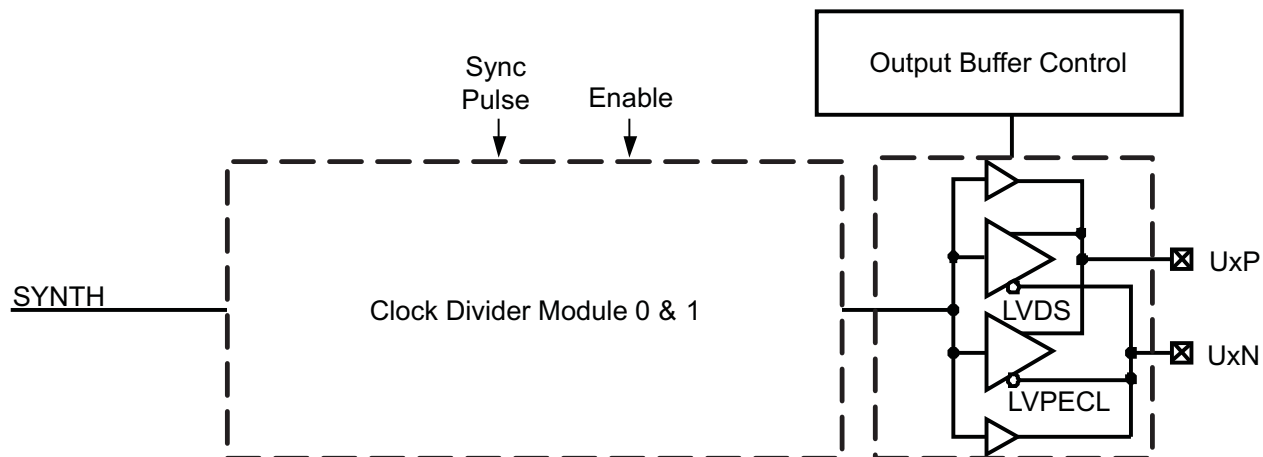 Output Buffer Control
Sync
Pulse
Enable
UxP
SYNTH
Clock Divider Module 0 & 1
LVDS
UxN
LVPECL